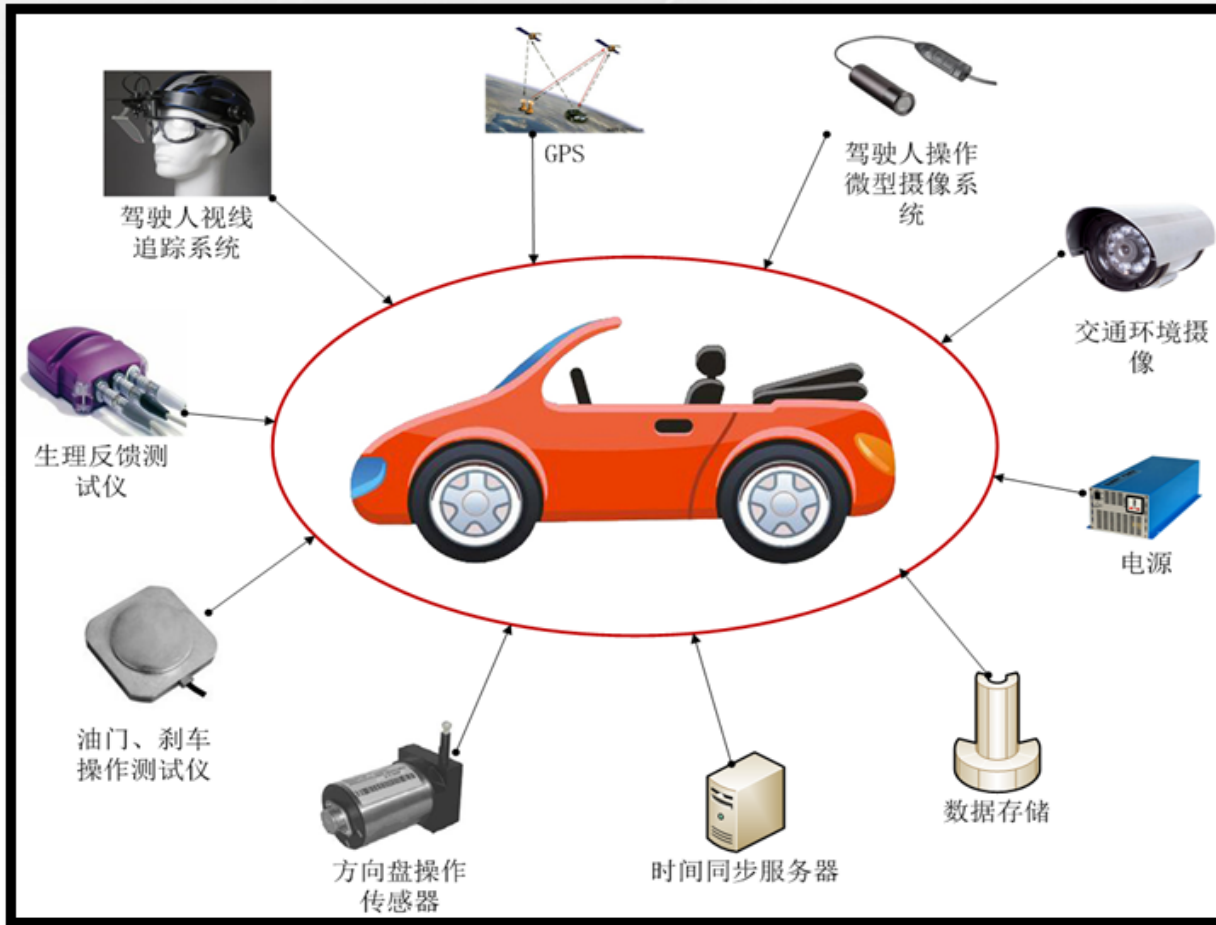 GPS
驾驶人操作
微型摄像系
统
驾驶人视线
追踪系统
交通环境摄
像
生理反馈测
试仪
电源
油门、刹车
操作测试仪
数据存储
方向盘操作
传感器
时间同步服务器